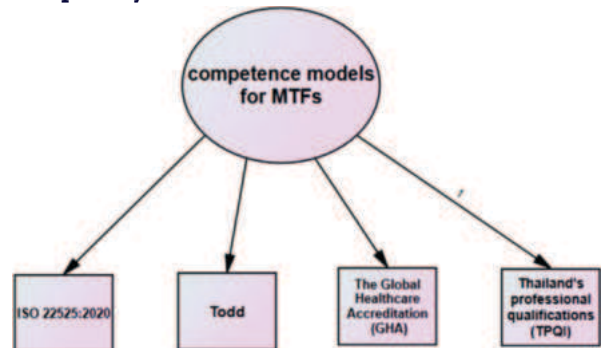 competence models
for MTFs
ISO 22525:2020
Todd
The Global
Healthcare
Accreditation
(GHA)
Thailand's
professional
qualifications
(TPQI)